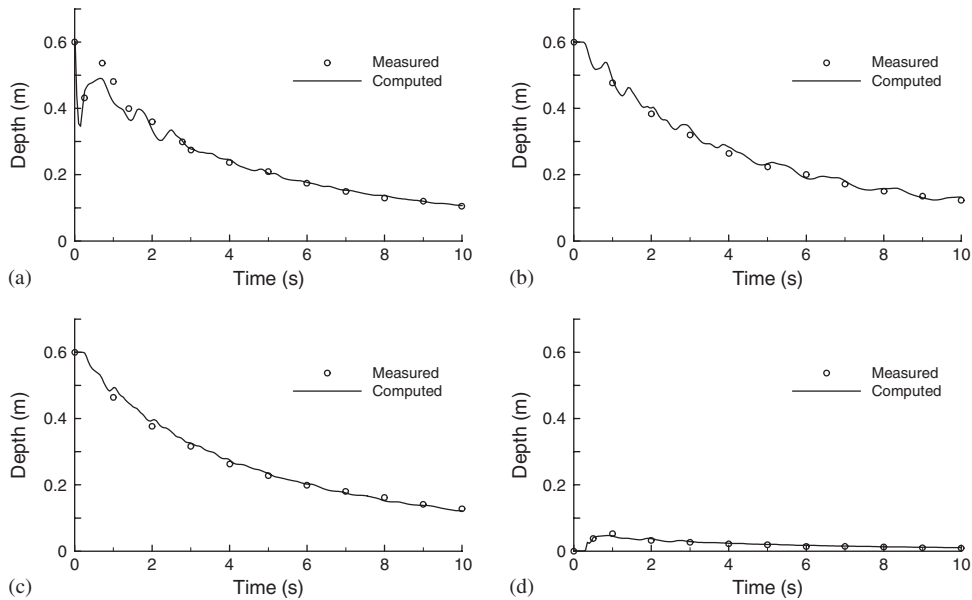 0.6
0.4
0.2
0
Depth (m)
Measured
Computed
0 2 4 6 8 10
Time (s)
(a)
0.6
0.4
0.2
0
Depth (m)
Measured
Computed
0 2 4 6 8 10
Time (s)
(b)
0.6
0.4
0.2
0
Depth (m)
Measured
Computed
0 2 4 6 8 10
Time (s)
(c)
0.6
0.4
0.2
0
Depth (m)
Measured
Computed
0 2 4 6 8 10
Time (s)
(d)